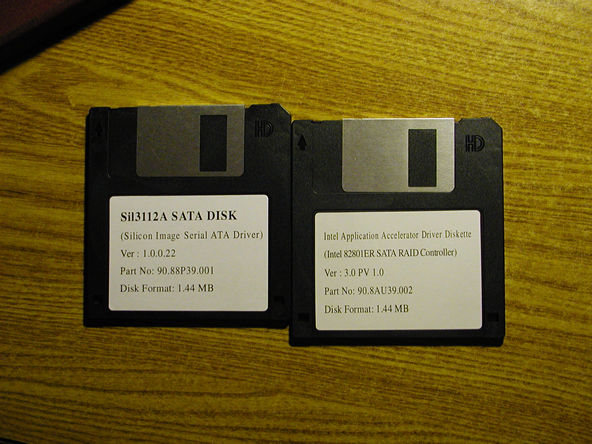 HD
Sil3112A SATA DISK
(Silicon Image Serial ATA Driver)
Ver : 1.0.0.22
Part No: 90.88P39.001
Disk Format: 1.44 MB
HD
Intel Application Accelerator Driver Diskette
(Intel 82801ER SATA RAID Controller)
Ver : 3.0 PV 1.0
Part No: 90.8AU39.002
Disk Format: 1.44 MB